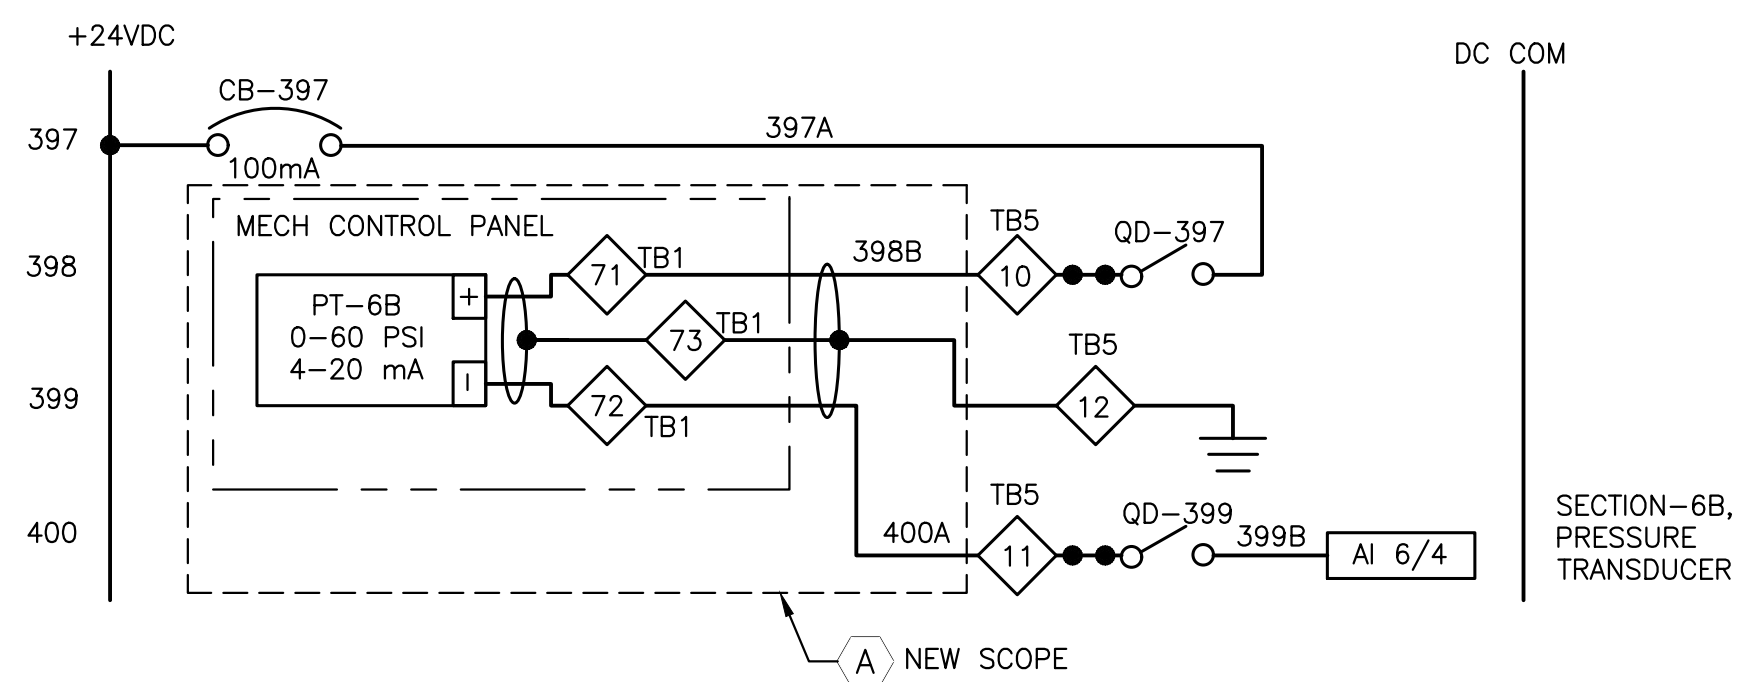 +24VDC
DC COM
CB-397
397
397A
100mA
MECH CONTROL PANEL
TB5
QD-397
398
71
TB1
398B
10
PT-6B
+
0-60 PSI
73
TB1
4-20 mA
-
TB5
399
72
TB1
12
TB5
QD-399
SECTION-6B,
PRESSURE
TRANSDUCER
400
400A
11
399B
AI 6/4
A
NEW SCOPE